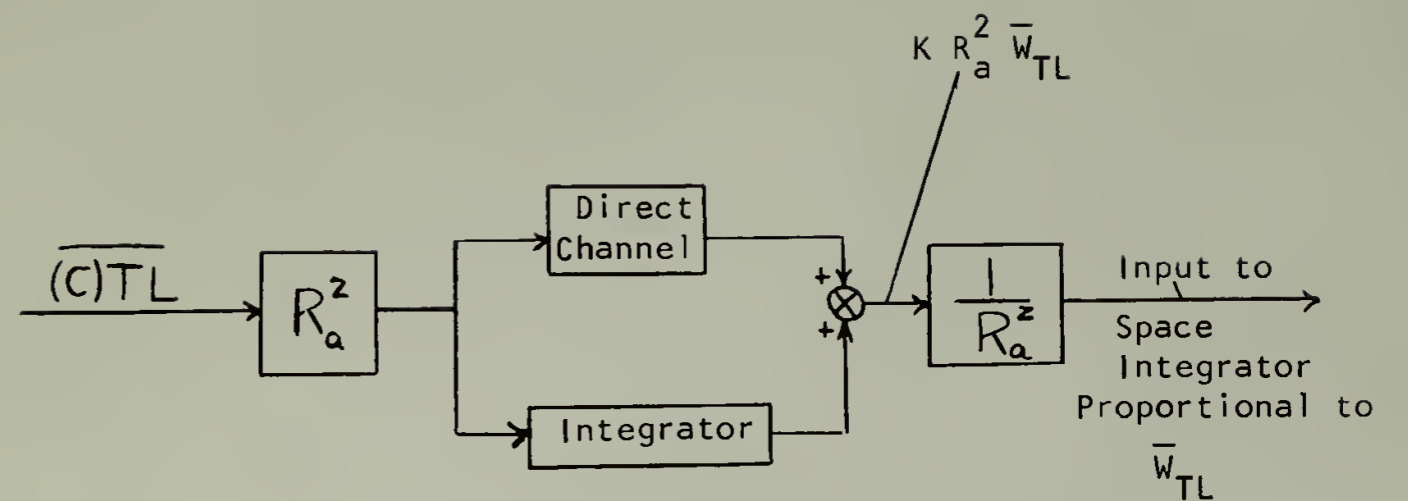 K R_a^2 W̅_TL
Direct
Channel
(C)TL
R_a^2
+
+
1
R_a^2
Input to
Space
Integrator
Proportional to
W̅_TL
Integrator